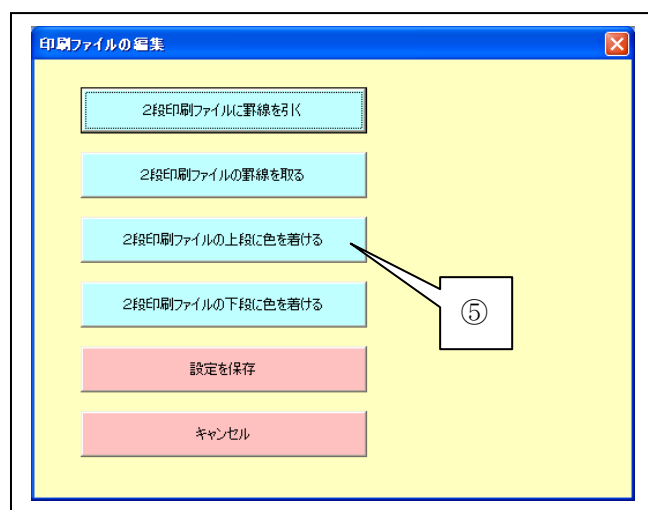 印刷ファイルの編集
2段印刷ファイルに罫線を引く
2段印刷ファイルの罫線を取る
2段印刷ファイルの上段に色を着ける
⑤
2段印刷ファイルの下段に色を着ける
設定を保存
キャンセル